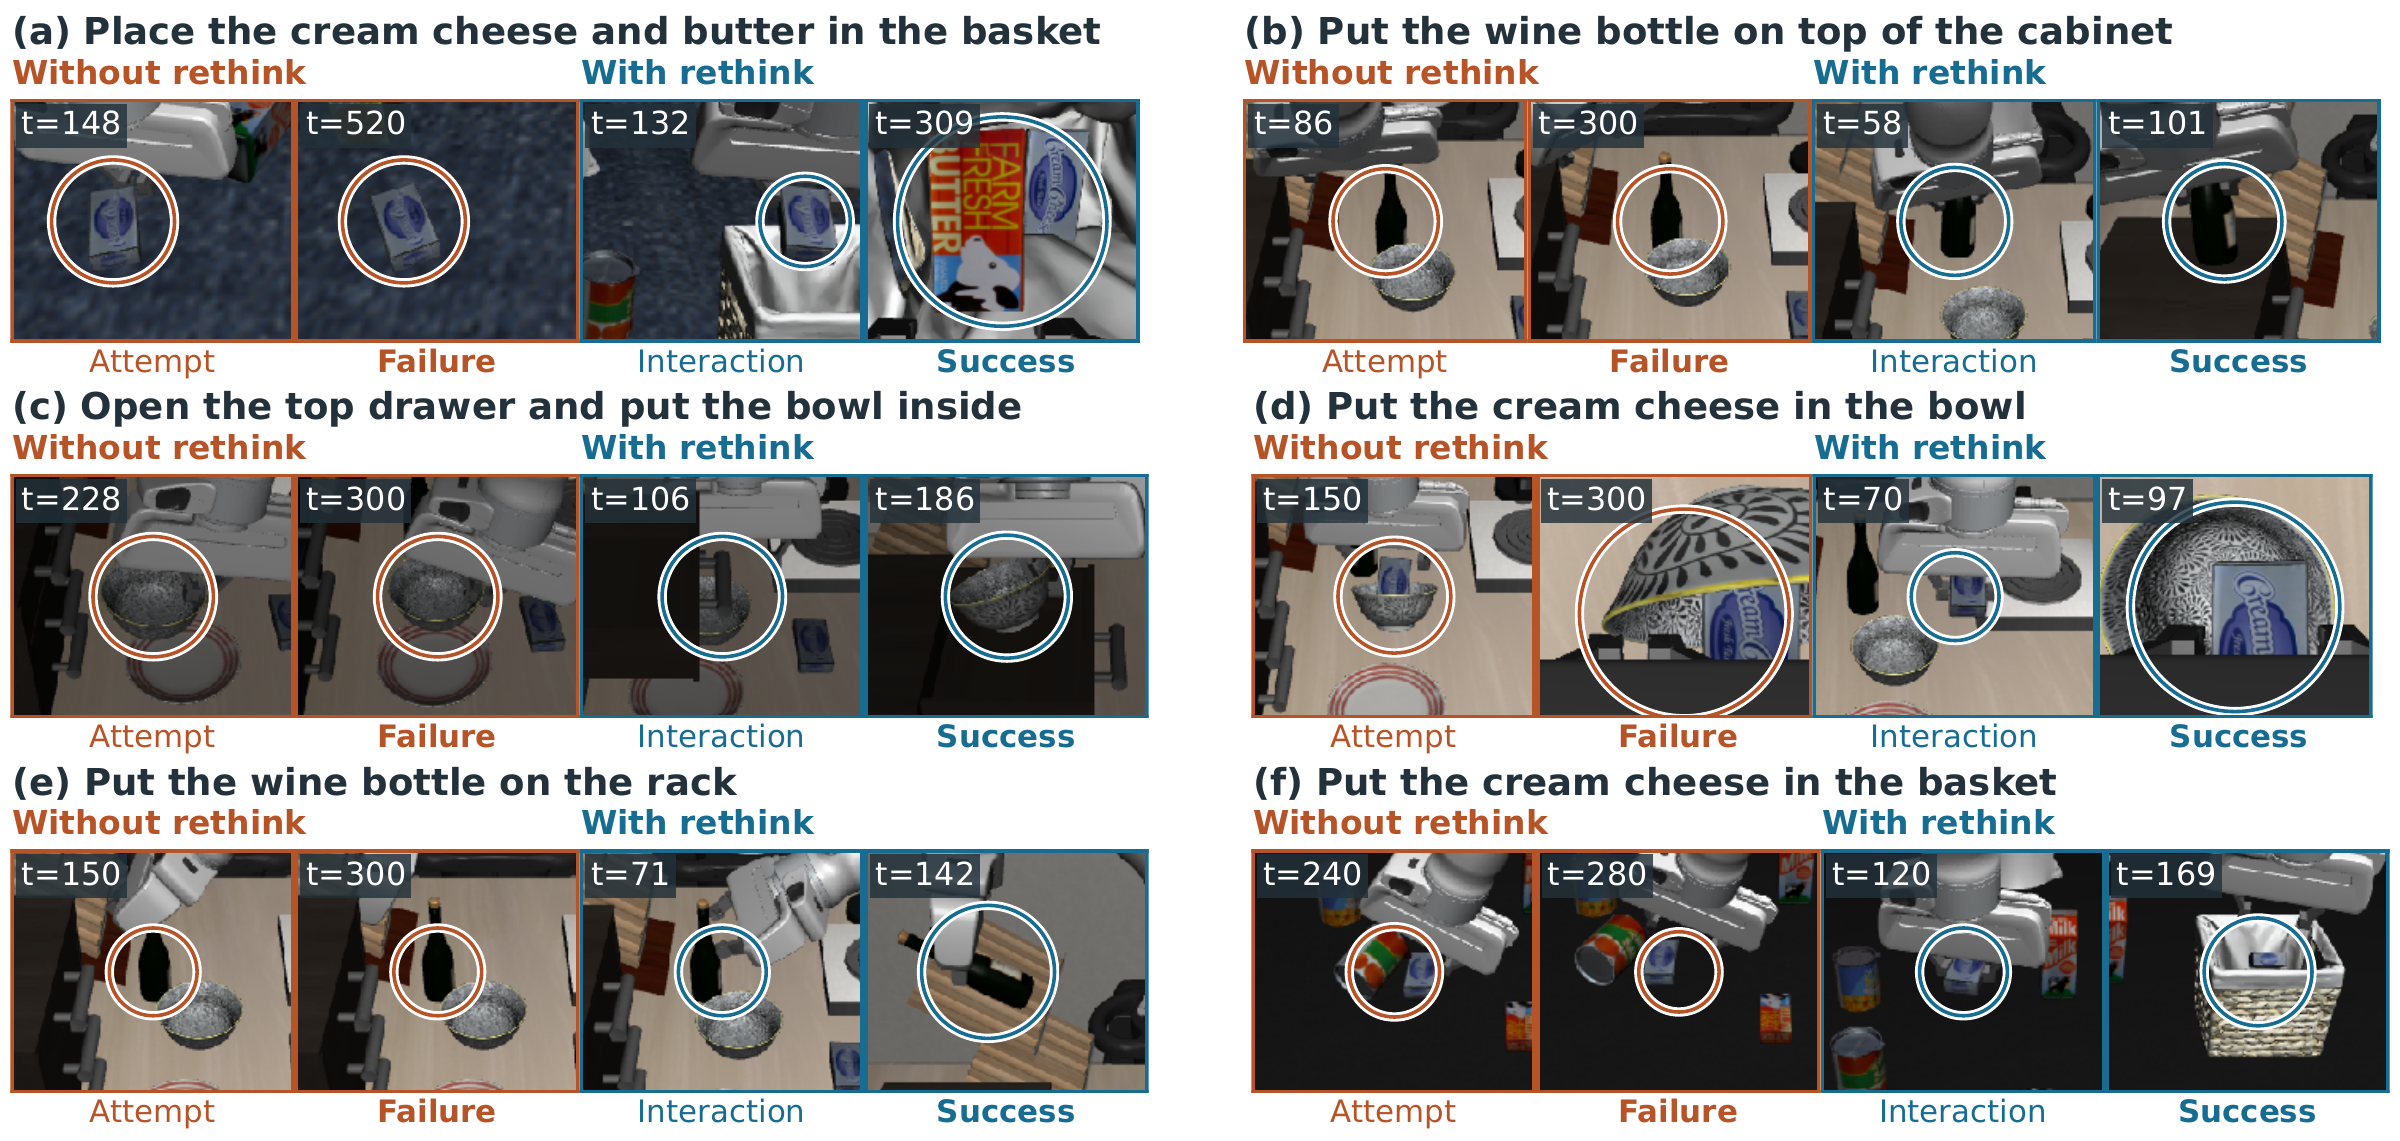 (a) Place the cream cheese and butter in the basket
Without rethink With rethink
t=148 t=520 t=132 t=309
BUTTER FARM FRESH Cream
Attempt Failure Interaction Success
(b) Put the wine bottle on top of the cabinet
Without rethink With rethink
t=86 t=300 t=58 t=101
Attempt Failure Interaction Success
(c) Open the top drawer and put the bowl inside
Without rethink With rethink
t=228 t=300 t=106 t=186
Attempt Failure Interaction Success
(d) Put the cream cheese in the bowl
Without rethink With rethink
t=150 t=300 t=70 t=97
Cream Cream
Attempt Failure Interaction Success
(e) Put the wine bottle on the rack
Without rethink With rethink
t=150 t=300 t=71 t=142
Attempt Failure Interaction Success
(f) Put the cream cheese in the basket
Without rethink With rethink
t=240 t=280 t=120 t=169
Milk
Attempt Failure Interaction Success